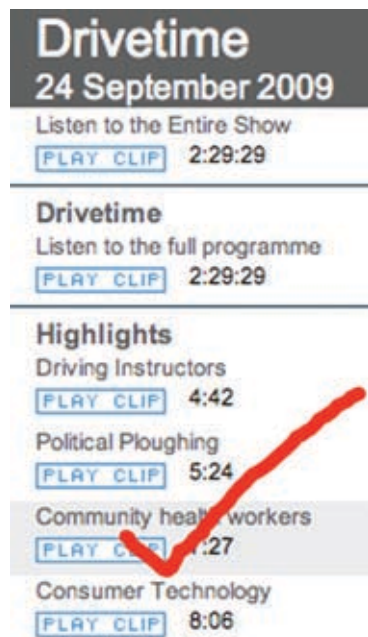 Drivetime
24 September 2009
Listen to the Entire Show
PLAY CLIP 2:29:29
Drivetime
Listen to the full programme
PLAY CLIP 2:29:29
Highlights
Driving Instructors
PLAY CLIP 4:42
Political Ploughing
PLAY CLIP 5:24
Community health workers
PLAY CLIP
Consumer Technology
PLAY CLIP 8:06